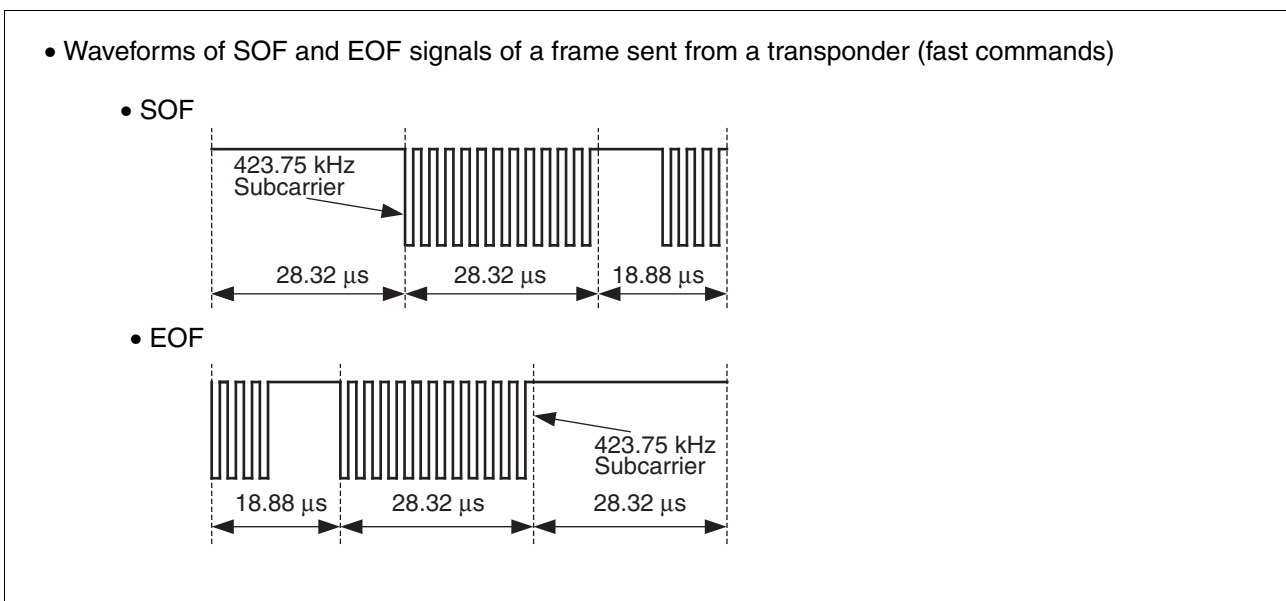 • Waveforms of SOF and EOF signals of a frame sent from a transponder (fast commands)
• SOF
423.75 kHz
Subcarrier
28.32 μs 28.32 μs 18.88 μs
• EOF
423.75 kHz
Subcarrier
18.88 μs 28.32 μs 28.32 μs